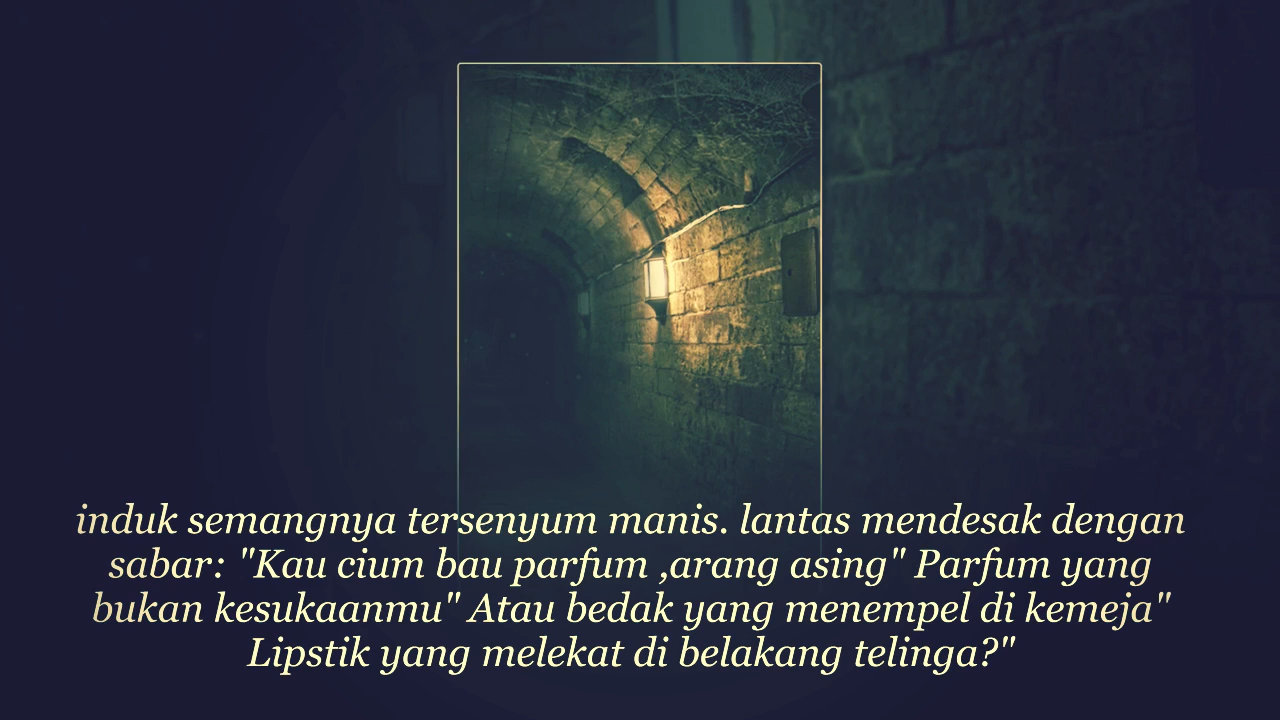 induk semangnya tersenyum manis. lantas mendesak dengan
sabar: "Kau cium bau parfum ,arang asing" Parfum yang
bukan kesukaanmu" Atau bedak yang menempel di kemeja"
Lipstik yang melekat di belakang telinga?"